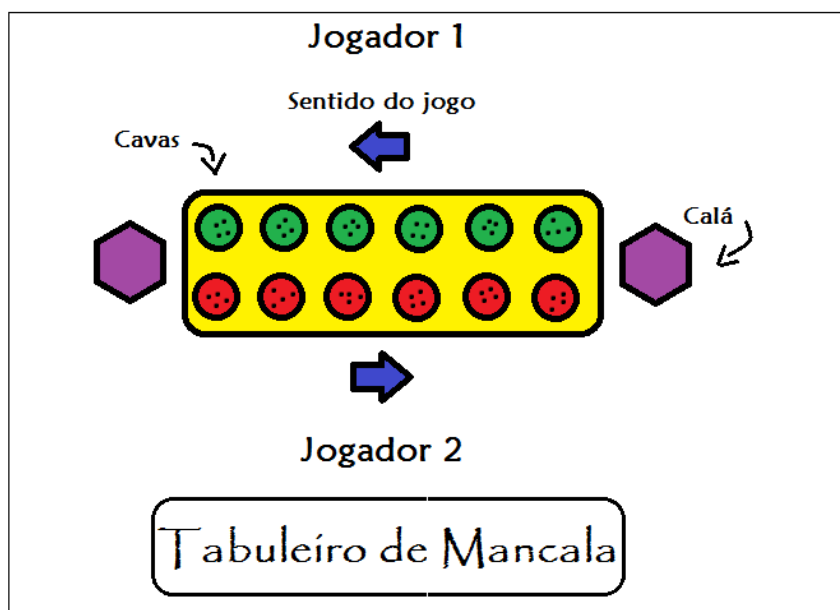 Jogador 1
Sentido do jogo
Cavas
Calá
Jogador 2
Tabuleiro de Mancala